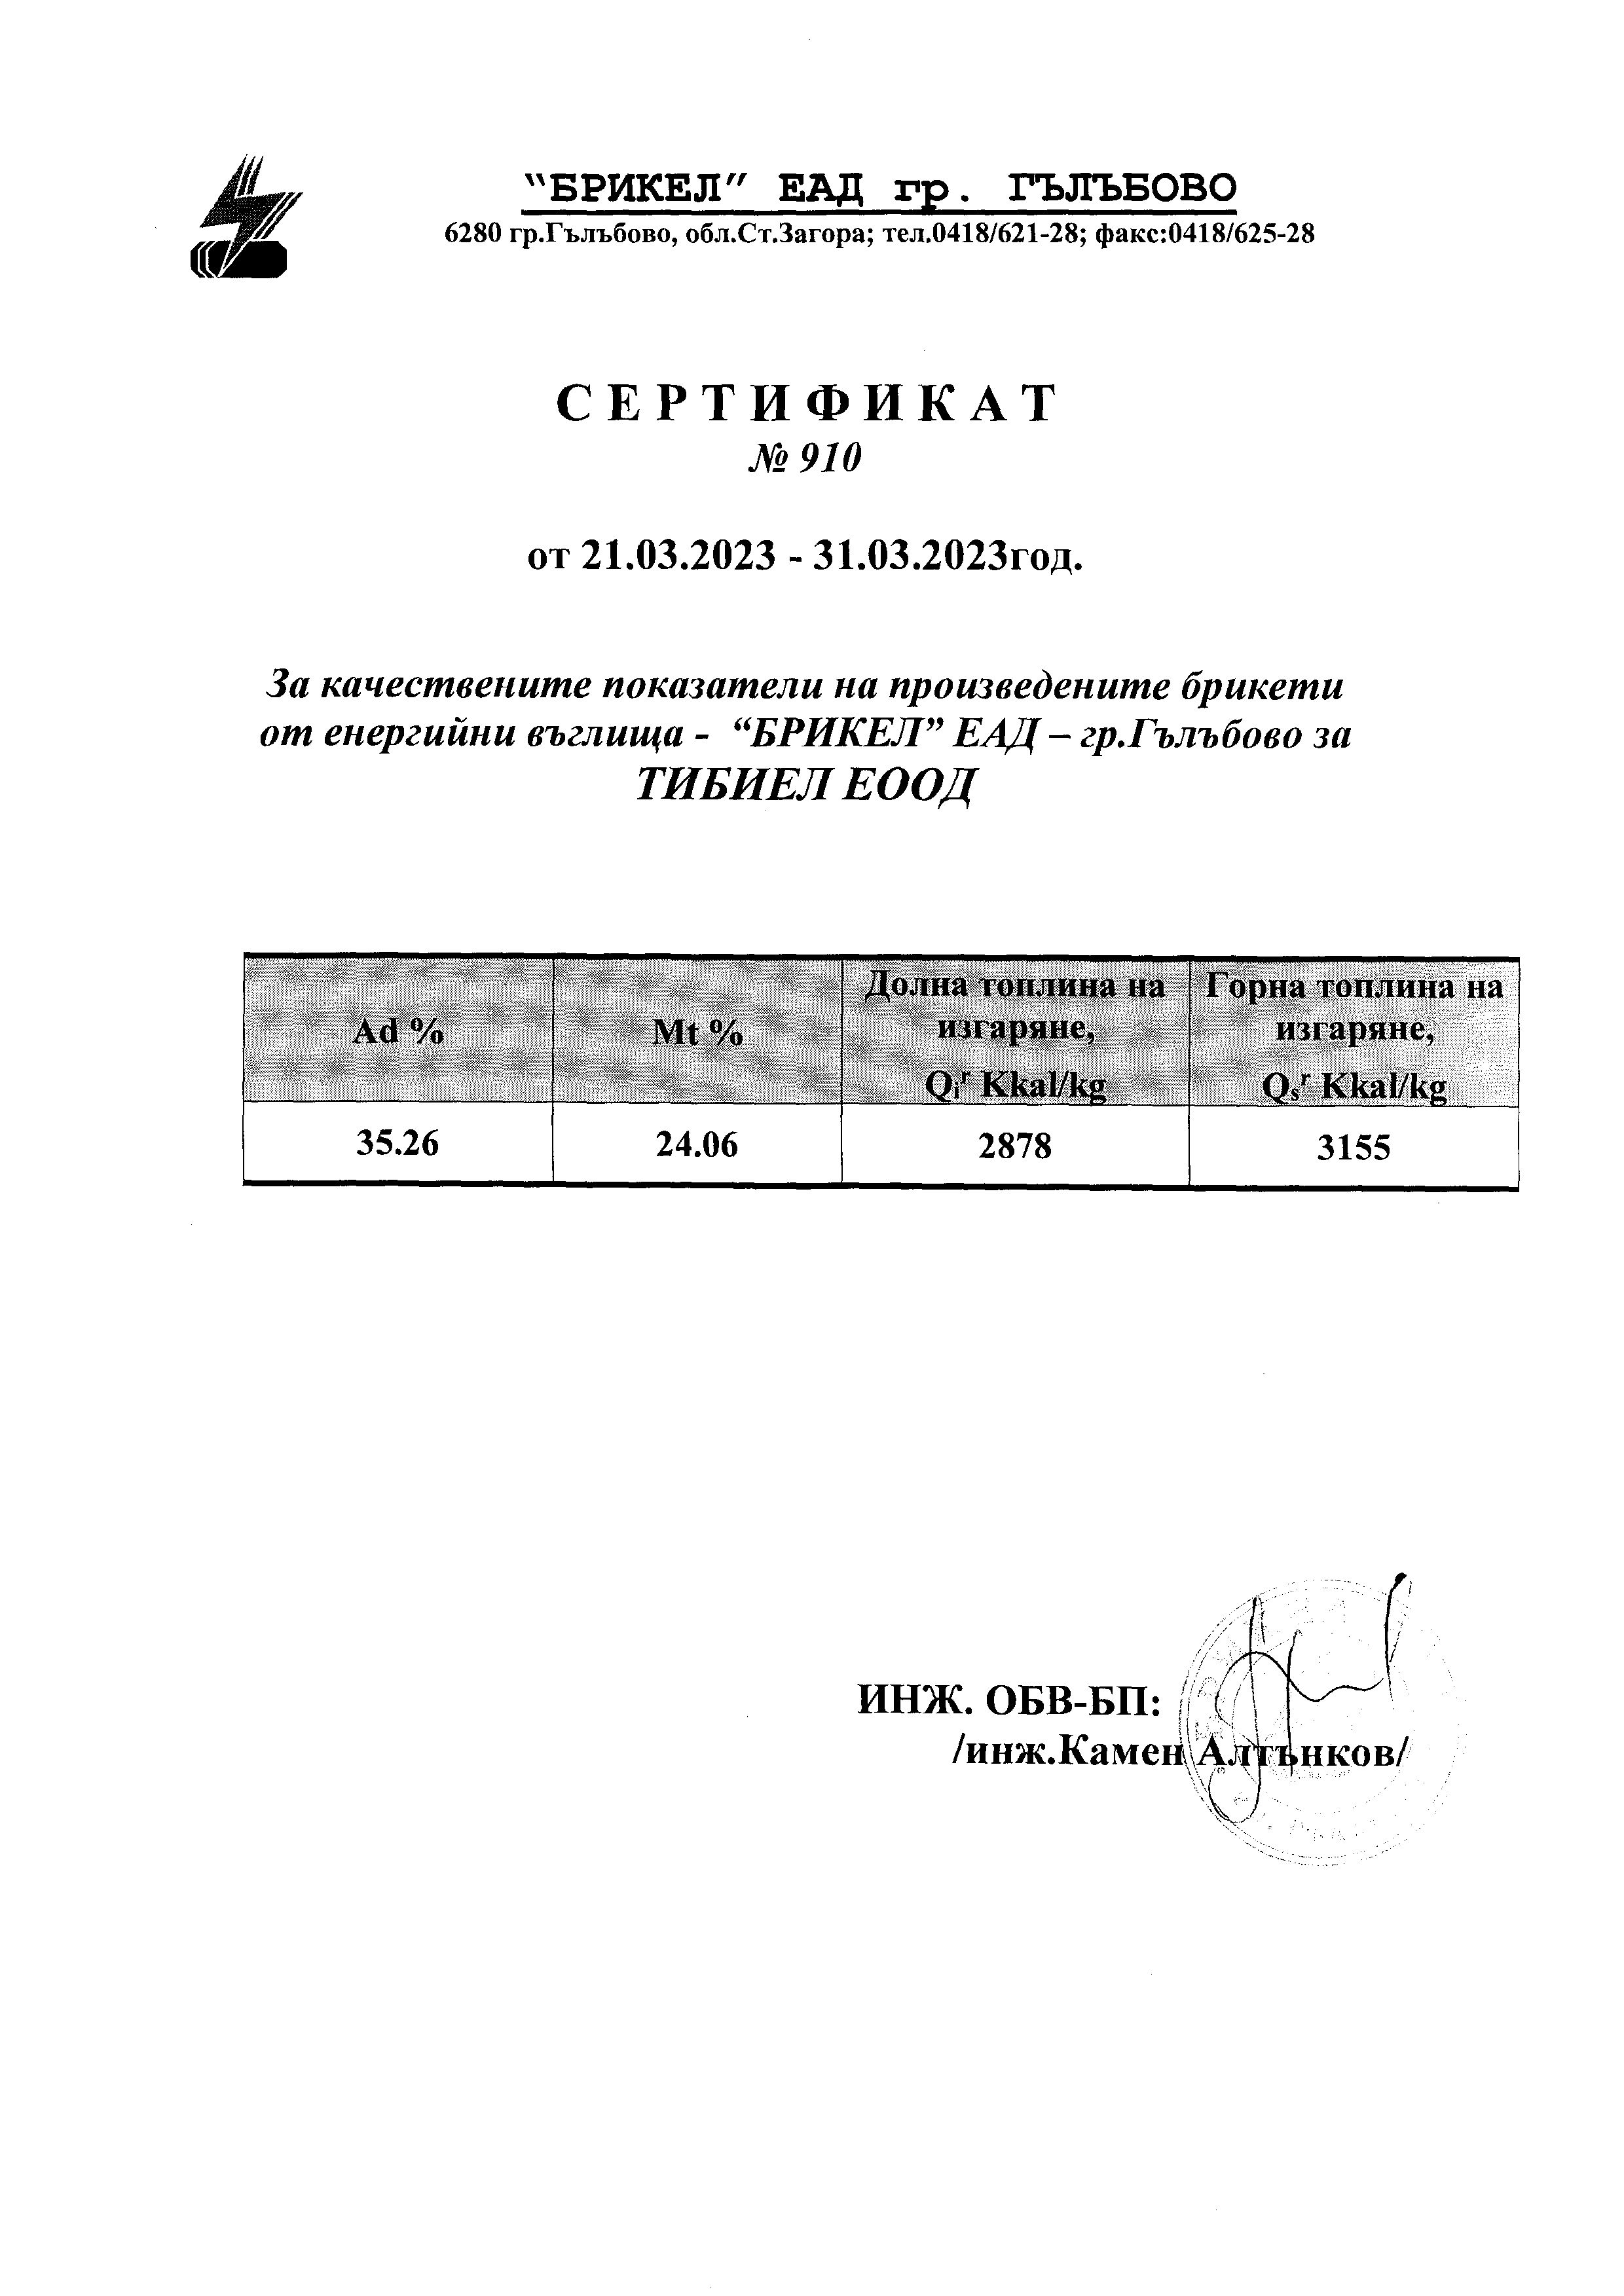 “БРИКЕЛ” ЕАД гр. ГЪЛЪБОВО
6280 гр.Гълъбово, обл.Ст.Загора; тел.0418/621-28; факс:0418/625-28
СЕРТИФИКАТ
№ 910
от 21.03.2023 - 31.03.2023год.
За качествените показатели на произведените брикети
от енергийни въглища - “БРИКЕЛ” ЕАД – гр.Гълъбово за
ТИБИЕЛ ЕООД
Ad %
Mt %
Долна топлина на
изгаряне,
Qᵢʳ Kkal/kg
Горна топлина на
изгаряне,
Qₛʳ Kkal/kg
35.26
24.06
2878
3155
ИНЖ. ОБВ-БП:
/инж.Камен Алтънков/